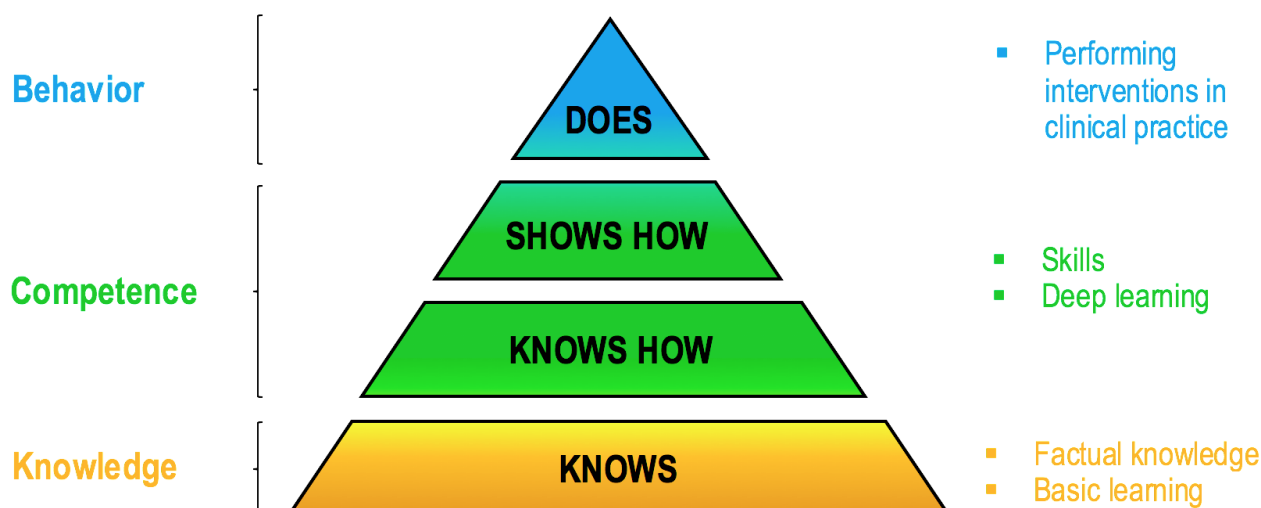 Behavior
DOES
▪ Performing
interventions in
clinical practice
Competence
SHOWS HOW
KNOWS HOW
▪ Skills
▪ Deep learning
Knowledge
KNOWS
▪ Factual knowledge
▪ Basic learning